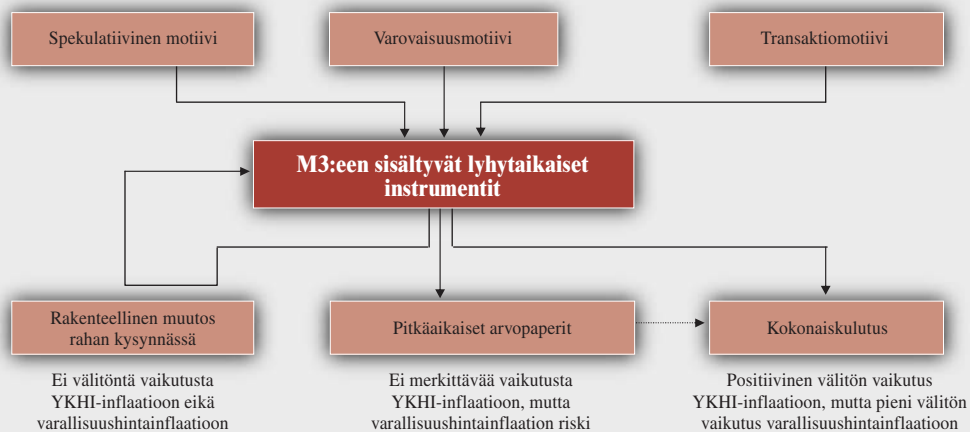 Spekulatiivinen motiivi
Varovaisuusmotiivi
Transaktiomotiivi
M3:een sisältyvät lyhytaikaiset
instrumentit
Rakenteellinen muutos
rahan kysynnässä
Pitkäaikaiset arvopaperit
Kokonaiskulutus
Ei välitöntä vaikutusta
YKHI-inflaatioon eikä
varallisuushintainflaatioon
Ei merkittävää vaikutusta
YKHI-inflaatioon, mutta
varallisuushintainflaation riski
Positiivinen välitön vaikutus
YKHI-inflaatioon, mutta pieni välitön
vaikutus varallisuushintainflaatioon